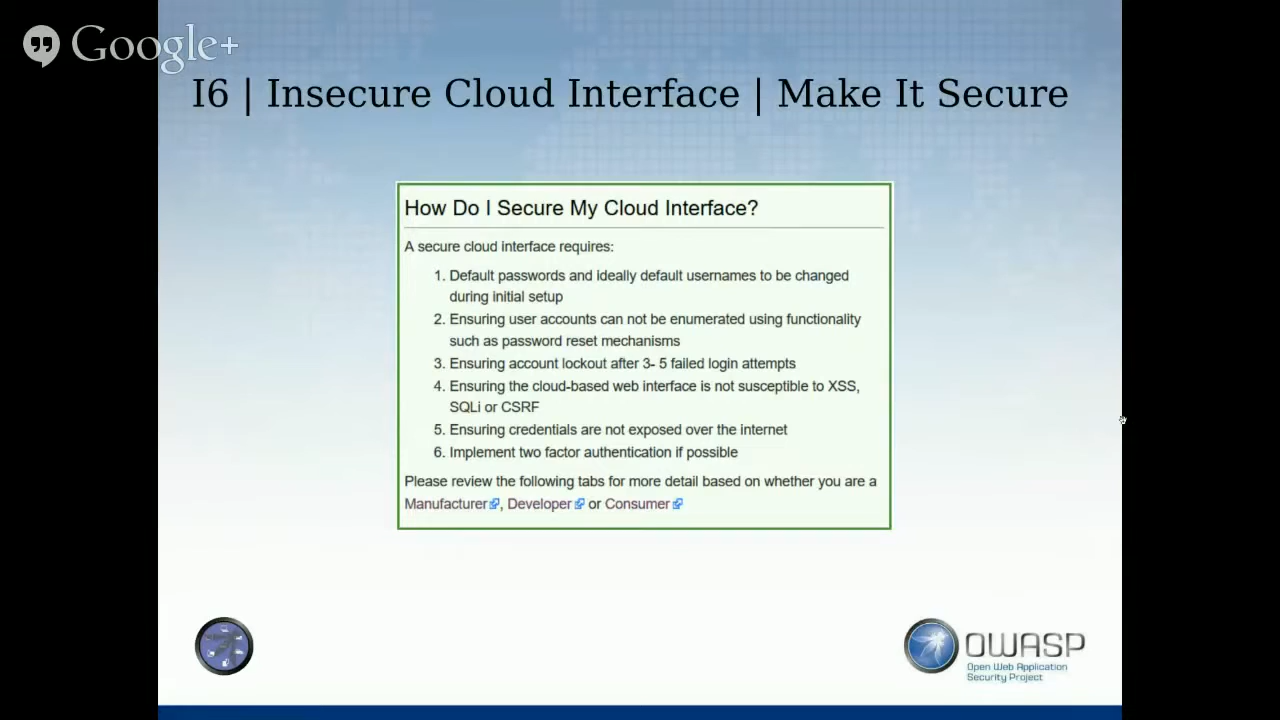 Google+
I6 | Insecure Cloud Interface | Make It Secure
How Do I Secure My Cloud Interface?
A secure cloud interface requires:
1. Default passwords and ideally default usernames to be changed
during initial setup
2. Ensuring user accounts can not be enumerated using functionality
such as password reset mechanisms
3. Ensuring account lockout after 3- 5 failed login attempts
4. Ensuring the cloud-based web interface is not susceptible to XSS,
SQLi or CSRF
5. Ensuring credentials are not exposed over the internet
6. Implement two factor authentication if possible
Please review the following tabs for more detail based on whether you are a
Manufacturer, Developer or Consumer
OWASP
Open Web Application
Security Project